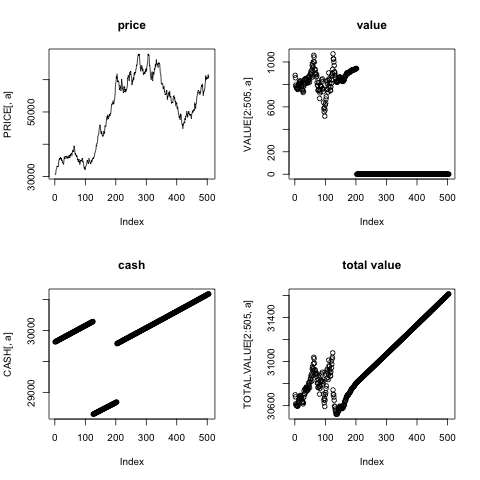 price
PRICE[, a]
30000
50000
0 100 200 300 400 500
Index
value
VALUE[2:505, a]
0 200 600 1000
0 100 200 300 400 500
Index
cash
CASH[, a]
29000 30000
0 100 200 300 400 500
Index
total value
TOTAL.VALUE[2:505, a]
30600 31000 31400
0 100 200 300 400 500
Index